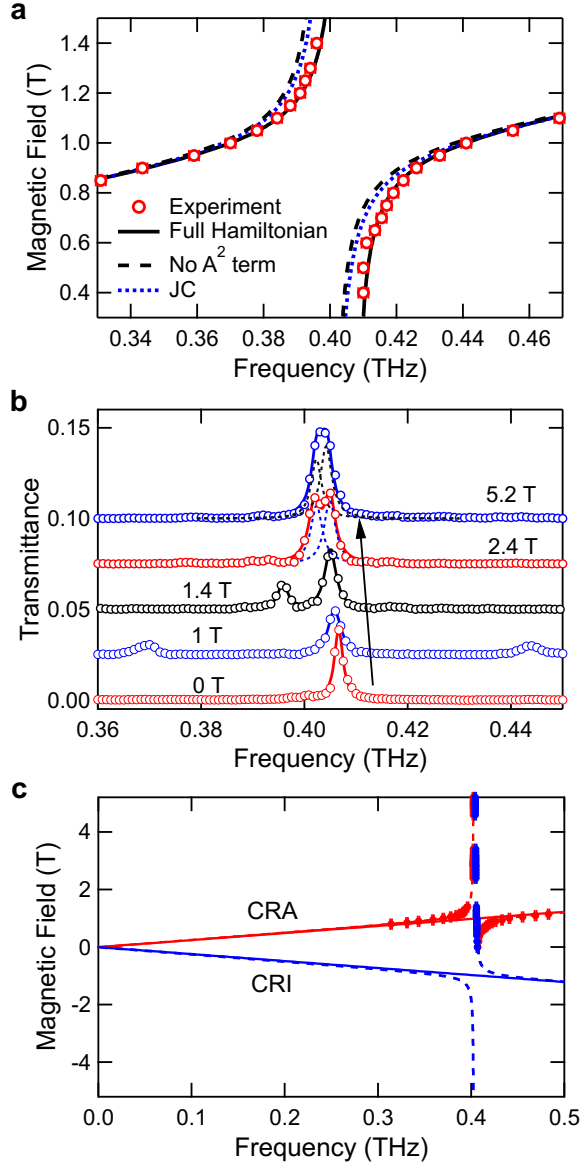 a
1.4
1.2
1.0
0.8
0.6
0.4
Magnetic Field (T)
Experiment
Full Hamiltonian
No A² term
JC
0.34 0.36 0.38 0.40 0.42 0.44 0.46
Frequency (THz)
b
0.15
0.10
0.05
0.00
Transmittance
5.2 T
2.4 T
1.4 T
1 T
0 T
0.36 0.38 0.40 0.42 0.44
Frequency (THz)
c
4
2
0
-2
-4
Magnetic Field (T)
CRA
CRI
0.0 0.1 0.2 0.3 0.4 0.5
Frequency (THz)